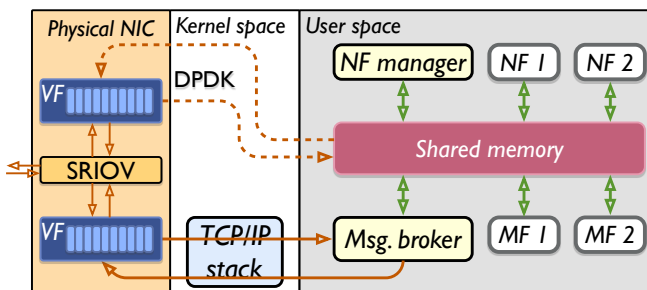 Physical NIC
Kernel space
User space
VF
DPDK
NF manager
NF 1
NF 2
Shared memory
SRIOV
VF
TCP/IP
stack
Msg. broker
MF 1
MF 2